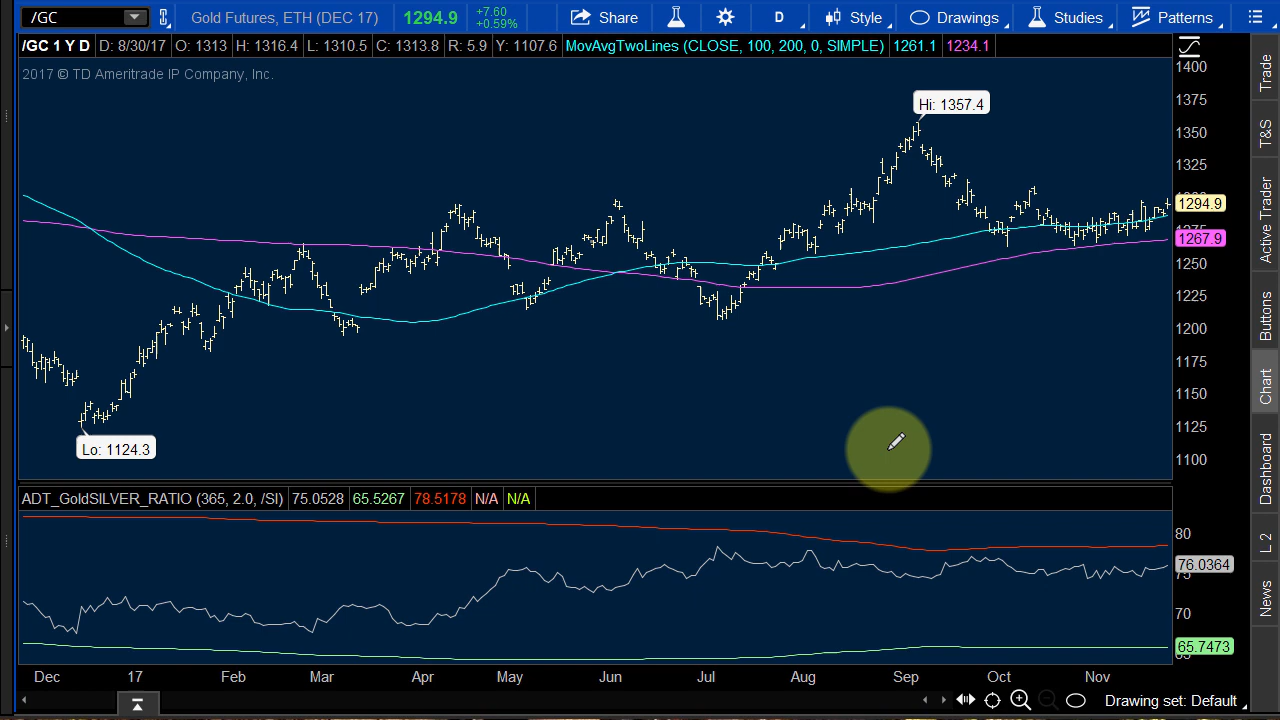 /GC
Gold Futures, ETH (DEC 17)
1294.9
+7.60
+0.59%
Share
D
Style
Drawings
Studies
Patterns
/GC 1 Y D D: 8/30/17 O: 1313 H: 1316.4 L: 1310.5 C: 1313.8 R: 5.9 Y: 1107.6 MovAvgTwoLines (CLOSE, 100, 200, 0, SIMPLE) 1261.1 1234.1
2017 © TD Ameritrade IP Company, Inc.
1400
1375
Hi: 1357.4
1350
1325
1294.9
1267.9
1250
1225
1200
1175
1150
1125
1100
Lo: 1124.3
ADT_GoldSILVER_RATIO (365, 2.0, /SI) 75.0528 65.5267 78.5178 N/A N/A
80
76.0364
75
70
65.7473
Dec 17 Feb Mar Apr May Jun Jul Aug Sep Oct Nov
Drawing set: Default
Trade
T&S
Active Trader
Buttons
Chart
Dashboard
L 2
News